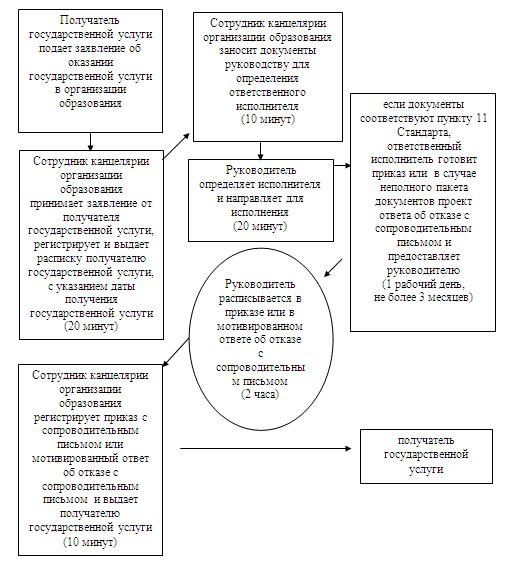 Получатель
государственной услуги
подает заявление об
оказании
государственной услуги
в организации
образования
Сотрудник канцелярии
организации
образования
принимает заявление от
получателя
государственной услуги,
регистрирует и выдает
расписку получателю
государственной услуги,
с указанием даты
получения
государственной услуги
(20 минут)
Сотрудник канцелярии
организации образования
заносит документы
руководству для
определения
ответственного
исполнителя
(10 минут)
Руководитель
определяет исполнителя
и направляет для
исполнения
(20 минут)
если документы
соответствуют пункту 11
Стандарта,
ответственный
исполнитель готовит
приказ или в случае
неполного пакета
документов проект
ответа об отказе с
сопроводительным
письмом и
предоставляет
руководителю
(1 рабочий день,
не более 3 месяцев)
Руководитель
расписывается в
приказе или в
мотивированном
ответе об отказе
с
сопроводительны
м письмом
(2 часа)
Сотрудник канцелярии
организации
образования
регистрирует приказ с
сопроводительным
письмом или
мотивированный ответ
об отказе с
сопроводительным
письмом и выдает
получателю
государственной услуги
(10 минут)
получатель
государственной
услуги